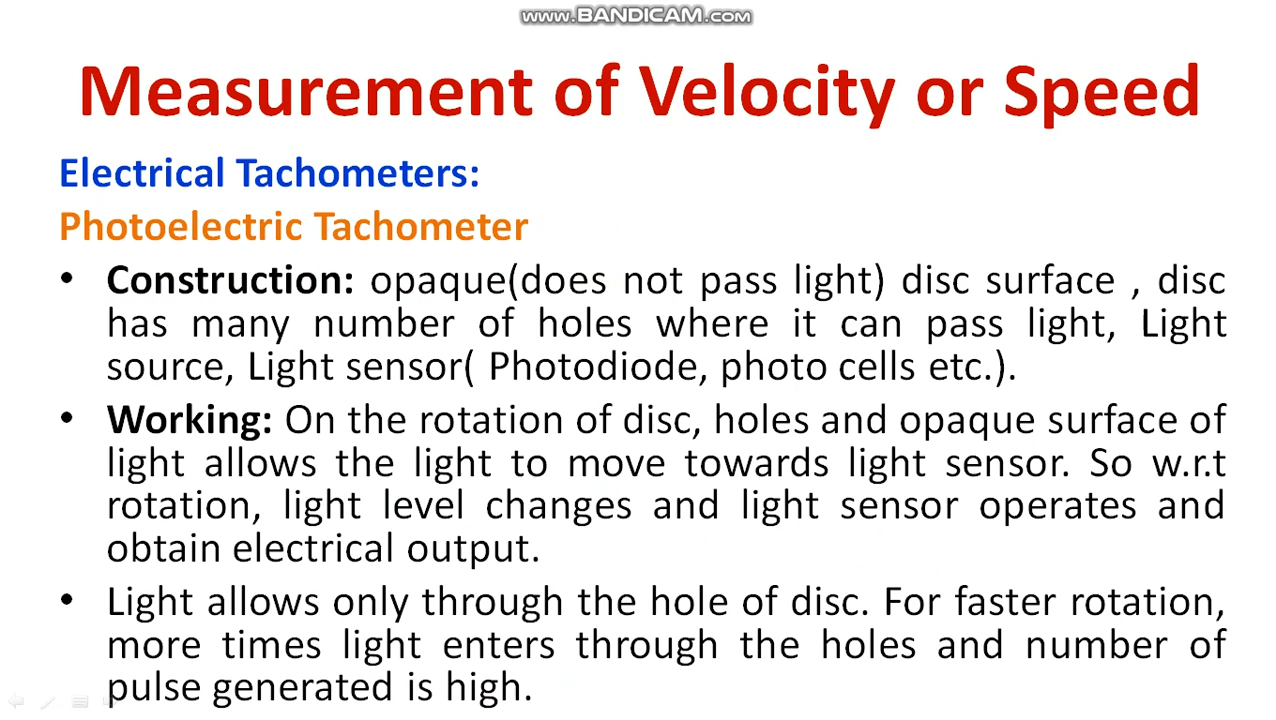 www.BANDICAM.com
Measurement of Velocity or Speed
Electrical Tachometers:
Photoelectric Tachometer
• Construction: opaque(does not pass light) disc surface , disc
has many number of holes where it can pass light, Light
source, Light sensor( Photodiode, photo cells etc.).
• Working: On the rotation of disc, holes and opaque surface of
light allows the light to move towards light sensor. So w.r.t
rotation, light level changes and light sensor operates and
obtain electrical output.
• Light allows only through the hole of disc. For faster rotation,
more times light enters through the holes and number of
pulse generated is high.